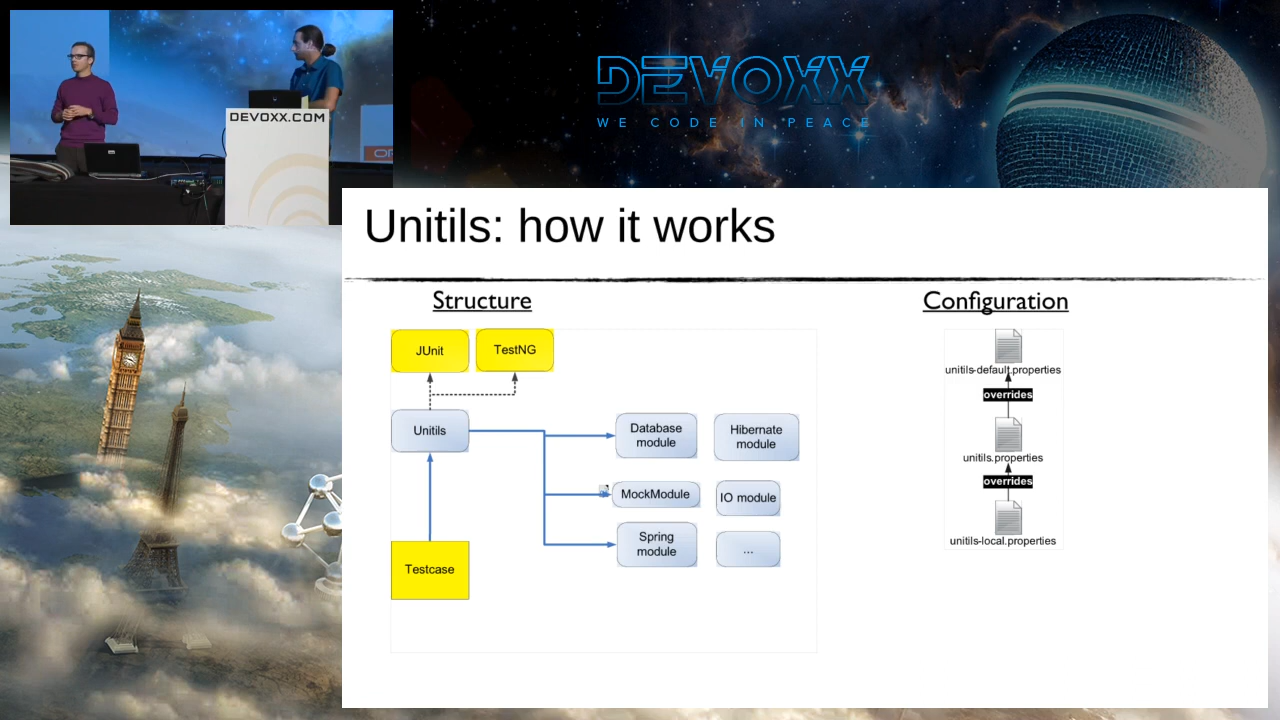 DEVOXX
WE CODE IN PEACE
DEVOXX.COM
Unitils: how it works
Structure
Configuration
JUnit
TestNG
Unitils
Testcase
Database
module
Hibernate
module
MockModule
IO module
Spring
module
...
unitils-default.properties
overrides
unitils.properties
overrides
unitils-local.properties